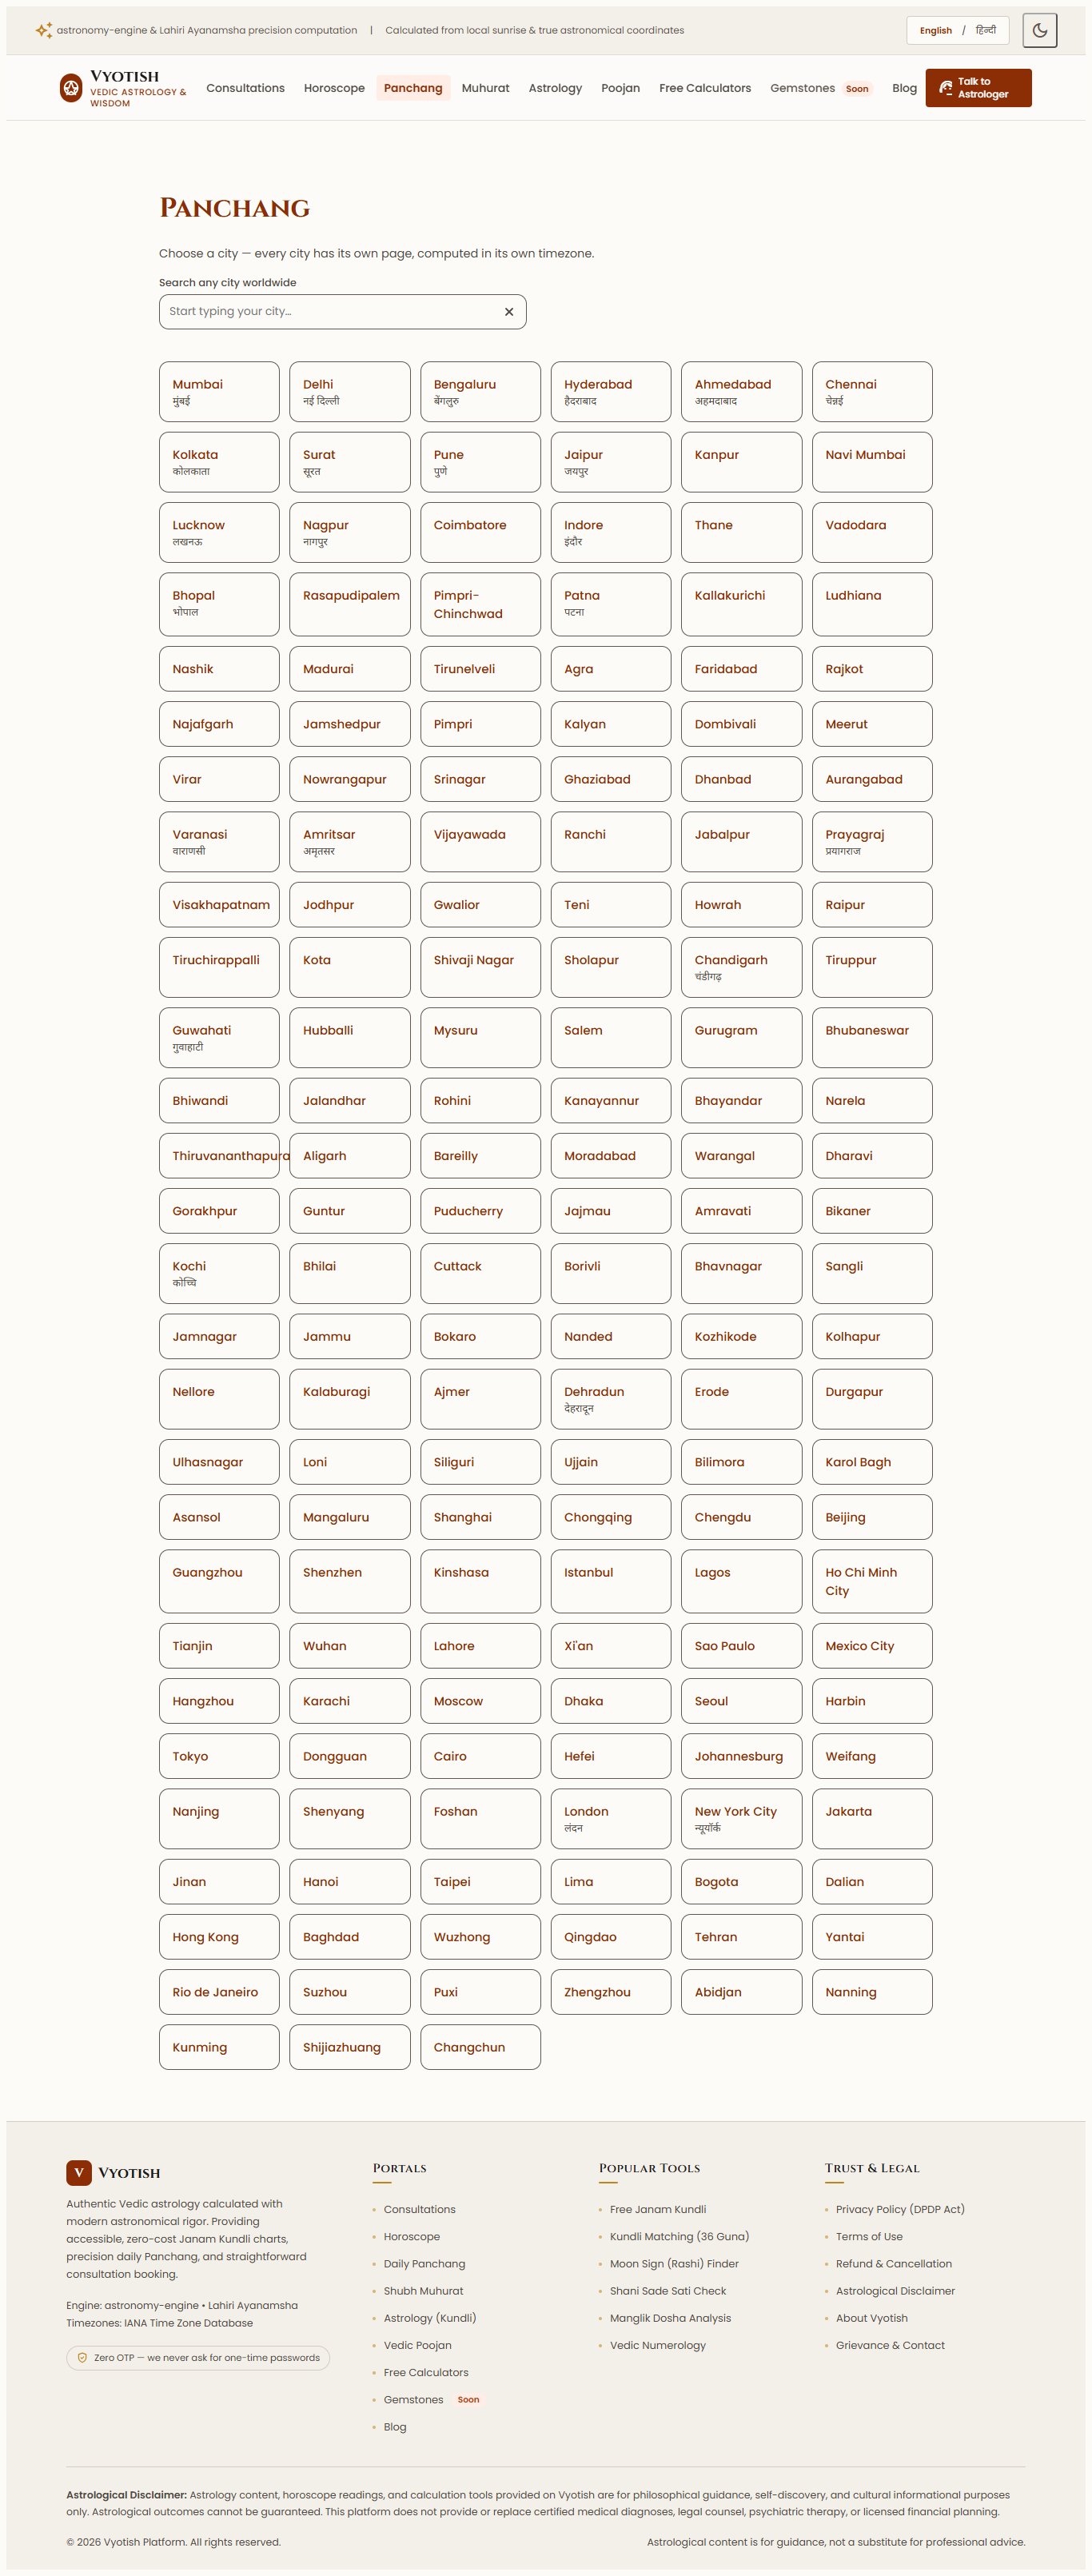 astronomy-engine & Lahiri Ayanamsha precision computation | Calculated from local sunrise & true astronomical coordinates
English / हिन्दी
Vyotish
VEDIC ASTROLOGY & WISDOM
Consultations
Horoscope
Panchang
Muhurat
Astrology
Poojan
Free Calculators
Gemstones Soon
Blog
Talk to Astrologer
Panchang
Choose a city — every city has its own page, computed in its own timezone.
Search any city worldwide
Start typing your city…
Mumbai
मुंबई
Delhi
नई दिल्ली
Bengaluru
बेंगलुरु
Hyderabad
हैदराबाद
Ahmedabad
अहमदाबाद
Chennai
चेन्नई
Kolkata
कोलकाता
Surat
सूरत
Pune
पुणे
Jaipur
जयपुर
Kanpur
Navi Mumbai
Lucknow
लखनऊ
Nagpur
नागपुर
Coimbatore
Indore
इंदौर
Thane
Vadodara
Bhopal
भोपाल
Rasapudipalem
Pimpri-
Chinchwad
Patna
पटना
Kallakurichi
Ludhiana
Nashik
Madurai
Tirunelveli
Agra
Faridabad
Rajkot
Najafgarh
Jamshedpur
Pimpri
Kalyan
Dombivali
Meerut
Virar
Nowrangapur
Srinagar
Ghaziabad
Dhanbad
Aurangabad
Varanasi
वाराणसी
Amritsar
अमृतसर
Vijayawada
Ranchi
Jabalpur
Prayagraj
प्रयागराज
Visakhapatnam
Jodhpur
Gwalior
Teni
Howrah
Raipur
Tiruchirappalli
Kota
Shivaji Nagar
Sholapur
Chandigarh
चंडीगढ़
Tiruppur
Guwahati
गुवाहाटी
Hubballi
Mysuru
Salem
Gurugram
Bhubaneswar
Bhiwandi
Jalandhar
Rohini
Kanayannur
Bhayandar
Narela
Thiruvananthapura
Aligarh
Bareilly
Moradabad
Warangal
Dharavi
Gorakhpur
Guntur
Puducherry
Jajmau
Amravati
Bikaner
Kochi
कोच्चि
Bhilai
Cuttack
Borivli
Bhavnagar
Sangli
Jamnagar
Jammu
Bokaro
Nanded
Kozhikode
Kolhapur
Nellore
Kalaburagi
Ajmer
Dehradun
देहरादून
Erode
Durgapur
Ulhasnagar
Loni
Siliguri
Ujjain
Bilimora
Karol Bagh
Asansol
Mangaluru
Shanghai
Chongqing
Chengdu
Beijing
Guangzhou
Shenzhen
Kinshasa
Istanbul
Lagos
Ho Chi Minh
City
Tianjin
Wuhan
Lahore
Xi'an
Sao Paulo
Mexico City
Hangzhou
Karachi
Moscow
Dhaka
Seoul
Harbin
Tokyo
Dongguan
Cairo
Hefei
Johannesburg
Weifang
Nanjing
Shenyang
Foshan
London
लंदन
New York City
न्यूयॉर्क
Jakarta
Jinan
Hanoi
Taipei
Lima
Bogota
Dalian
Hong Kong
Baghdad
Wuzhong
Qingdao
Tehran
Yantai
Rio de Janeiro
Suzhou
Puxi
Zhengzhou
Abidjan
Nanning
Kunming
Shijiazhuang
Changchun
V Vyotish
Authentic Vedic astrology calculated with
modern astronomical rigor. Providing
accessible, zero-cost Janam Kundli charts,
precision daily Panchang, and straightforward
consultation booking.
Engine: astronomy-engine • Lahiri Ayanamsha
Timezones: IANA Time Zone Database
Zero OTP — we never ask for one-time passwords
Portals
Consultations
Horoscope
Daily Panchang
Shubh Muhurat
Astrology (Kundli)
Vedic Poojan
Free Calculators
Gemstones Soon
Blog
Popular Tools
Free Janam Kundli
Kundli Matching (36 Guna)
Moon Sign (Rashi) Finder
Shani Sade Sati Check
Manglik Dosha Analysis
Vedic Numerology
Trust & Legal
Privacy Policy (DPDP Act)
Terms of Use
Refund & Cancellation
Astrological Disclaimer
About Vyotish
Grievance & Contact
Astrological Disclaimer: Astrology content, horoscope readings, and calculation tools provided on Vyotish are for philosophical guidance, self-discovery, and cultural informational purposes
only. Astrological outcomes cannot be guaranteed. This platform does not provide or replace certified medical diagnoses, legal counsel, psychiatric therapy, or licensed financial planning.
© 2026 Vyotish Platform. All rights reserved.
Astrological content is for guidance, not a substitute for professional advice.